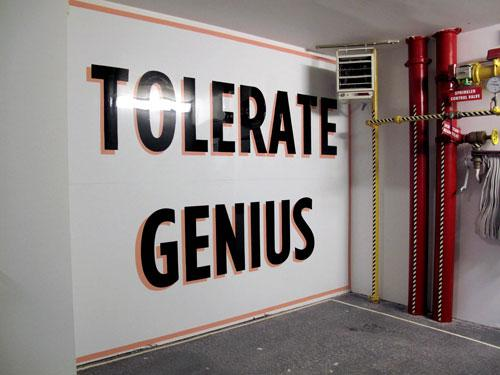 TOLERATE
GENIUS
SPRINKLER
CONTROL VALVE